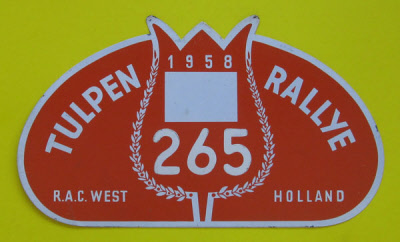 1958
TULPEN RALLYE
265
R.A.C. WEST HOLLAND